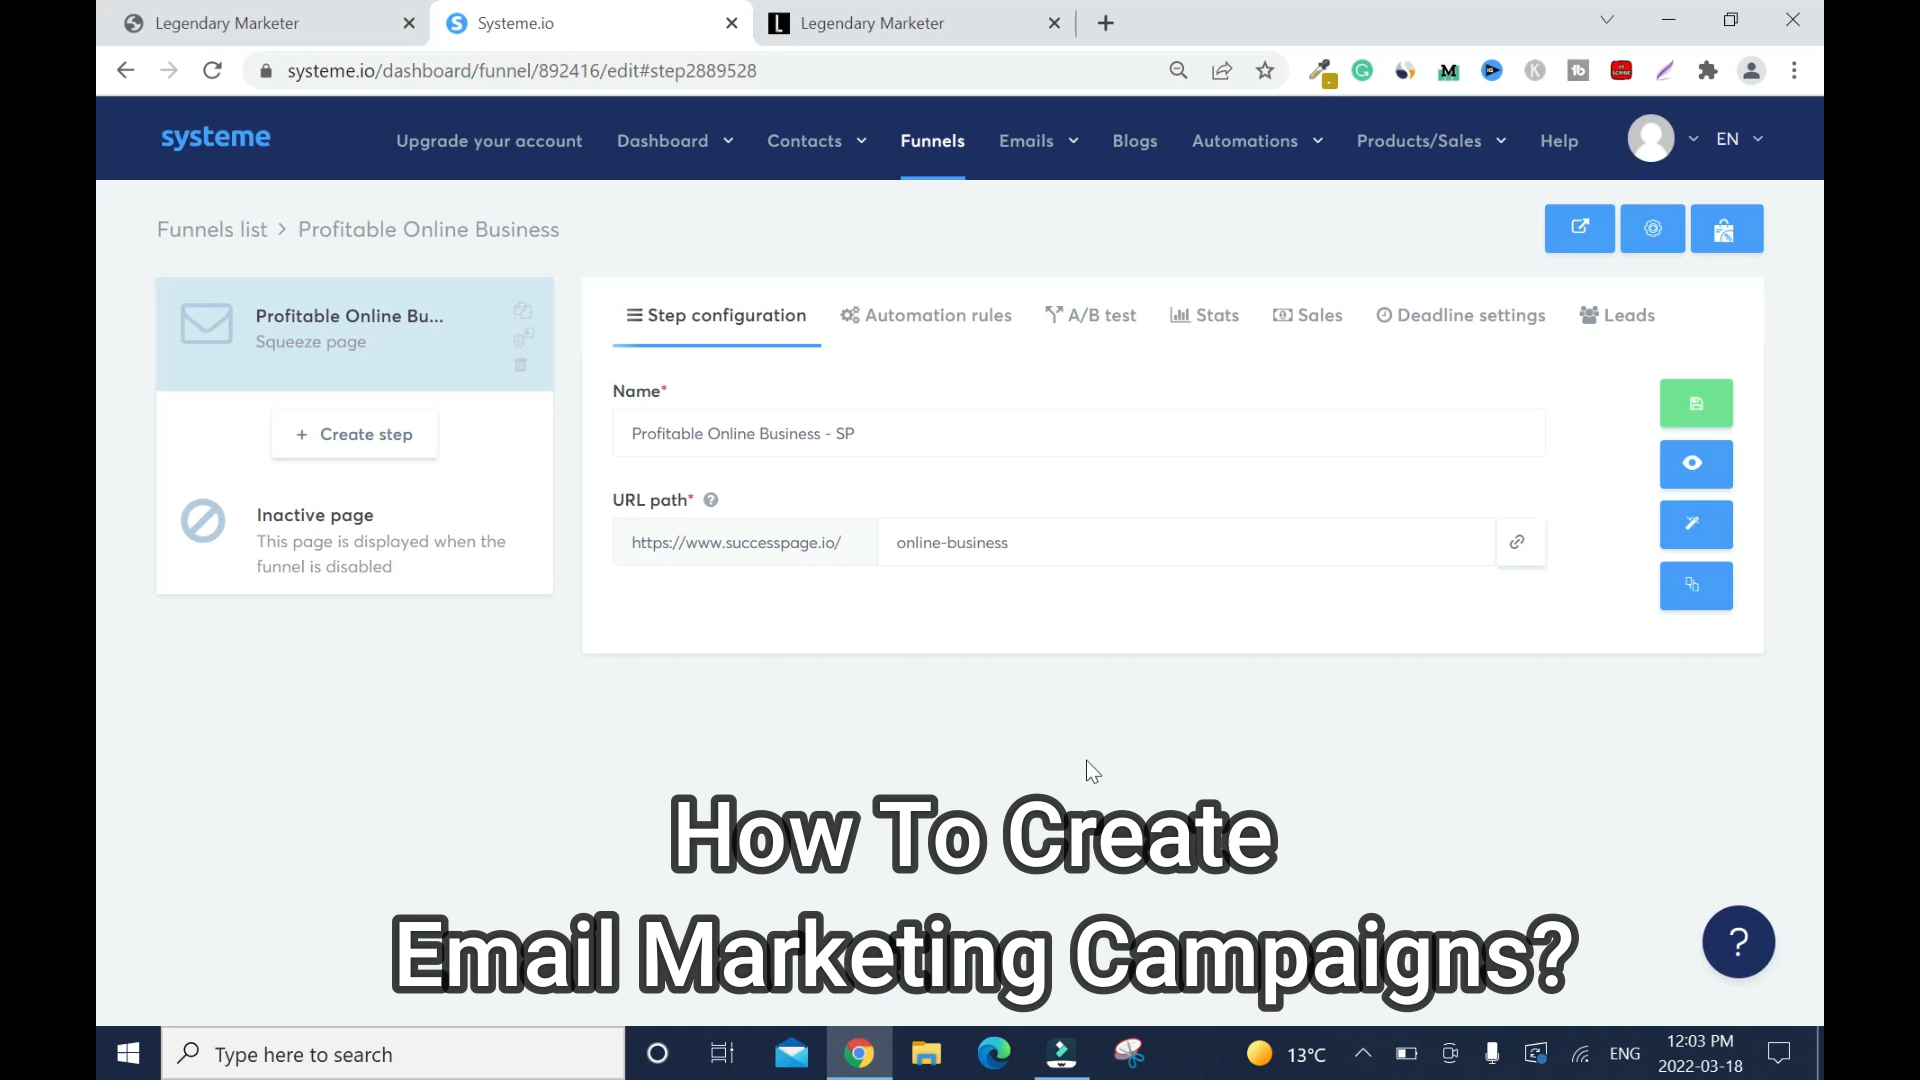 Legendary Marketer
Systeme.io
Legendary Marketer
systeme.io/dashboard/funnel/892416/edit#step2889528
systeme
Upgrade your account
Dashboard
Contacts
Funnels
Emails
Blogs
Automations
Products/Sales
Help
EN
Funnels list > Profitable Online Business
Profitable Online Bu...
Squeeze page
+ Create step
Inactive page
This page is displayed when the
funnel is disabled
Step configuration
Automation rules
A/B test
Stats
Sales
Deadline settings
Leads
Name*
Profitable Online Business - SP
URL path* ?
https://www.successpage.io/
online-business
How To Create
Email Marketing Campaigns?
?
Type here to search
13°C
ENG
12:03 PM
2022-03-18